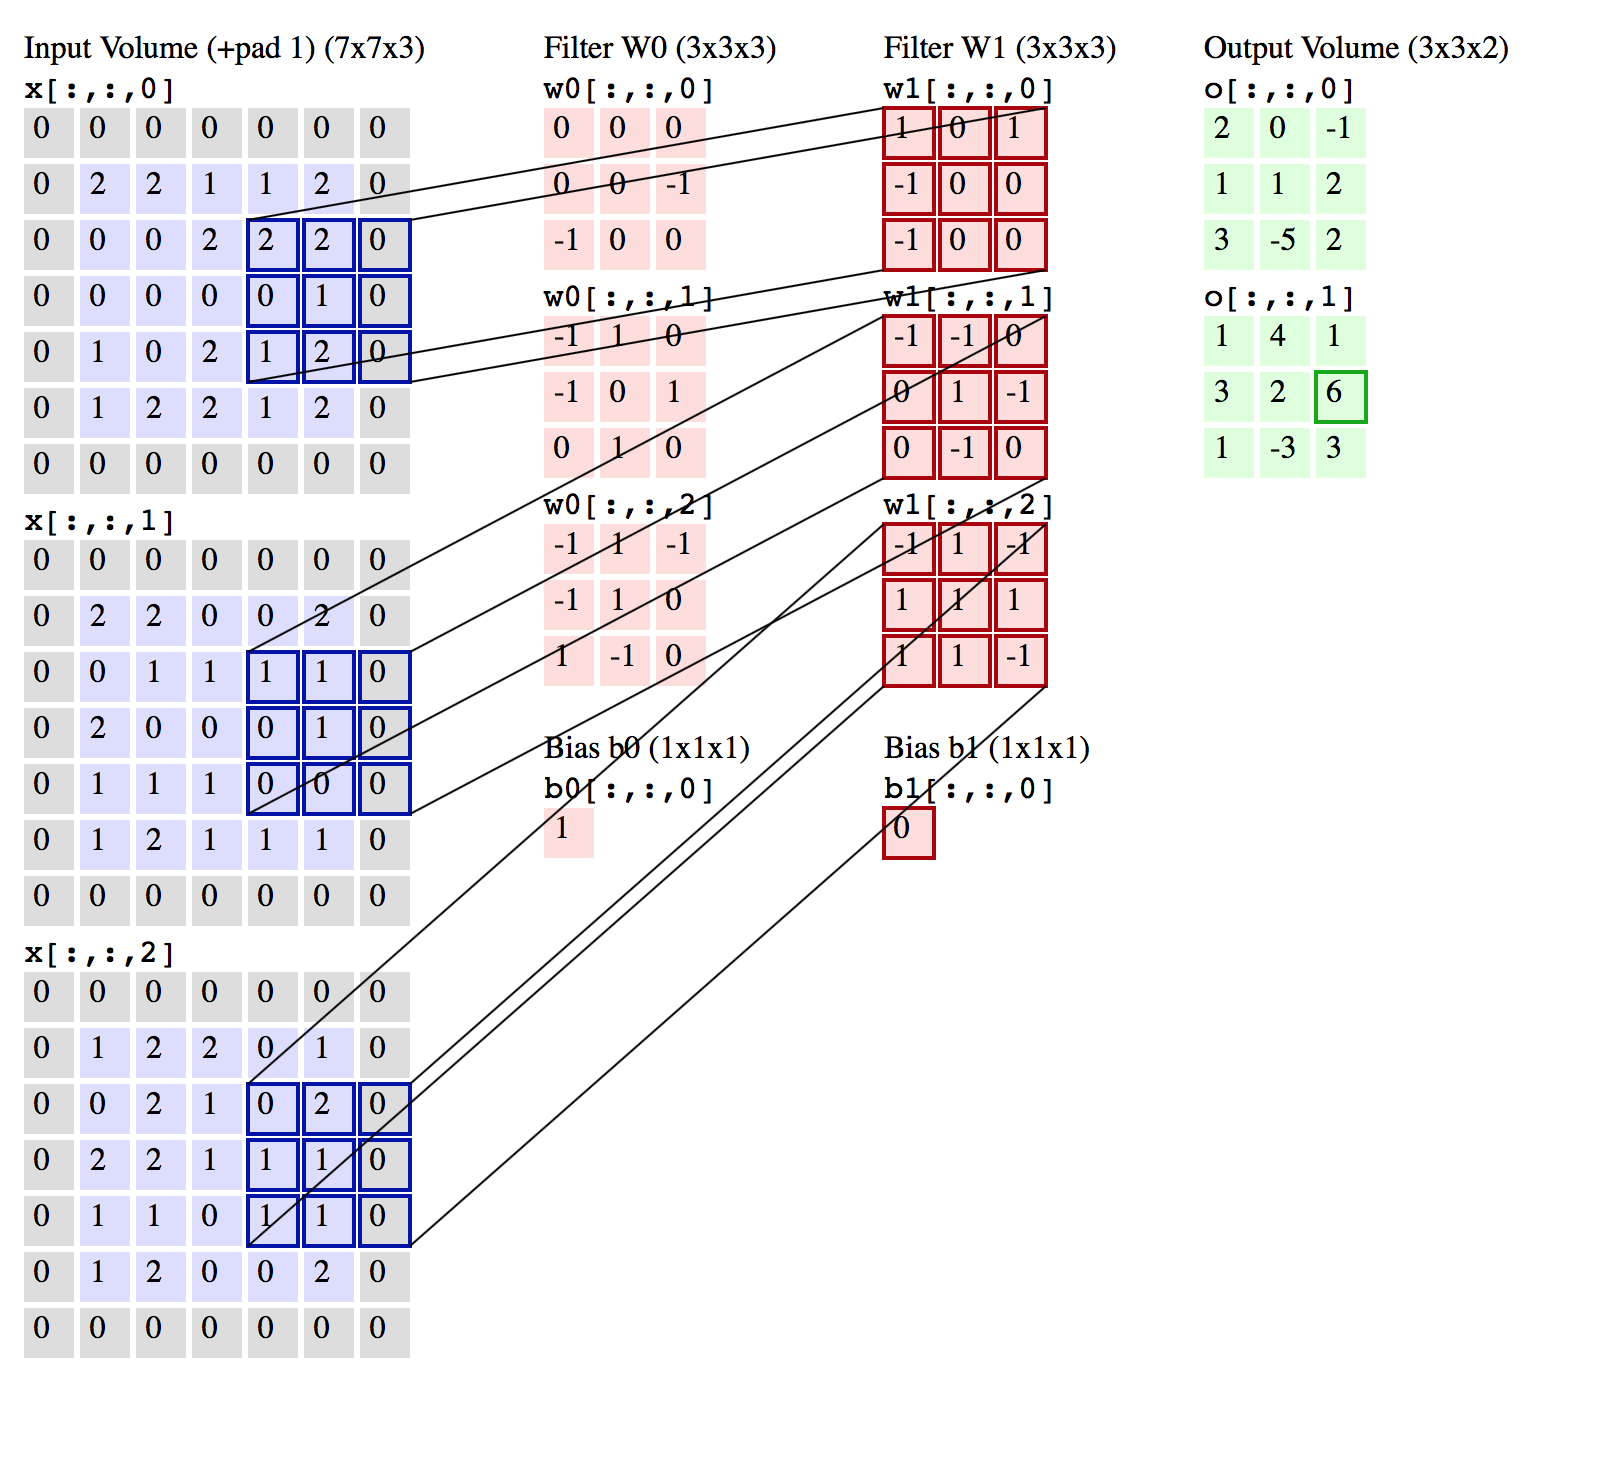 Input Volume (+pad 1) (7x7x3)
x[:,:,0]
0 0 0 0 0 0 0
0 2 2 1 1 2 0
0 0 0 2 2 2 0
0 0 0 0 0 1 0
0 1 0 2 1 2 0
0 1 2 2 1 2 0
0 0 0 0 0 0 0
x[:,:,1]
0 0 0 0 0 0 0
0 2 2 0 0 2 0
0 0 1 1 1 1 0
0 2 0 0 0 1 0
0 1 1 1 0 0 0
0 1 2 1 1 1 0
0 0 0 0 0 0 0
x[:,:,2]
0 0 0 0 0 0 0
0 1 2 2 0 1 0
0 0 2 1 0 2 0
0 2 2 1 1 1 0
0 1 1 0 1 1 0
0 1 2 0 0 2 0
0 0 0 0 0 0 0
Filter W0 (3x3x3)
w0[:,:,0]
0 0 0
0 0 -1
-1 0 0
w0[:,:,1]
-1 1 0
-1 0 1
0 1 0
w0[:,:,2]
-1 1 -1
-1 1 0
1 -1 0
Bias b0 (1x1x1)
b0[:,:,0]
1
Filter W1 (3x3x3)
w1[:,:,0]
1 0 1
-1 0 0
-1 0 0
w1[:,:,1]
-1 -1 0
0 1 -1
0 -1 0
w1[:,:,2]
-1 1 -1
1 1 1
1 1 -1
Bias b1 (1x1x1)
b1[:,:,0]
0
Output Volume (3x3x2)
o[:,:,0]
2 0 -1
1 1 2
3 -5 2
o[:,:,1]
1 4 1
3 2 6
1 -3 3